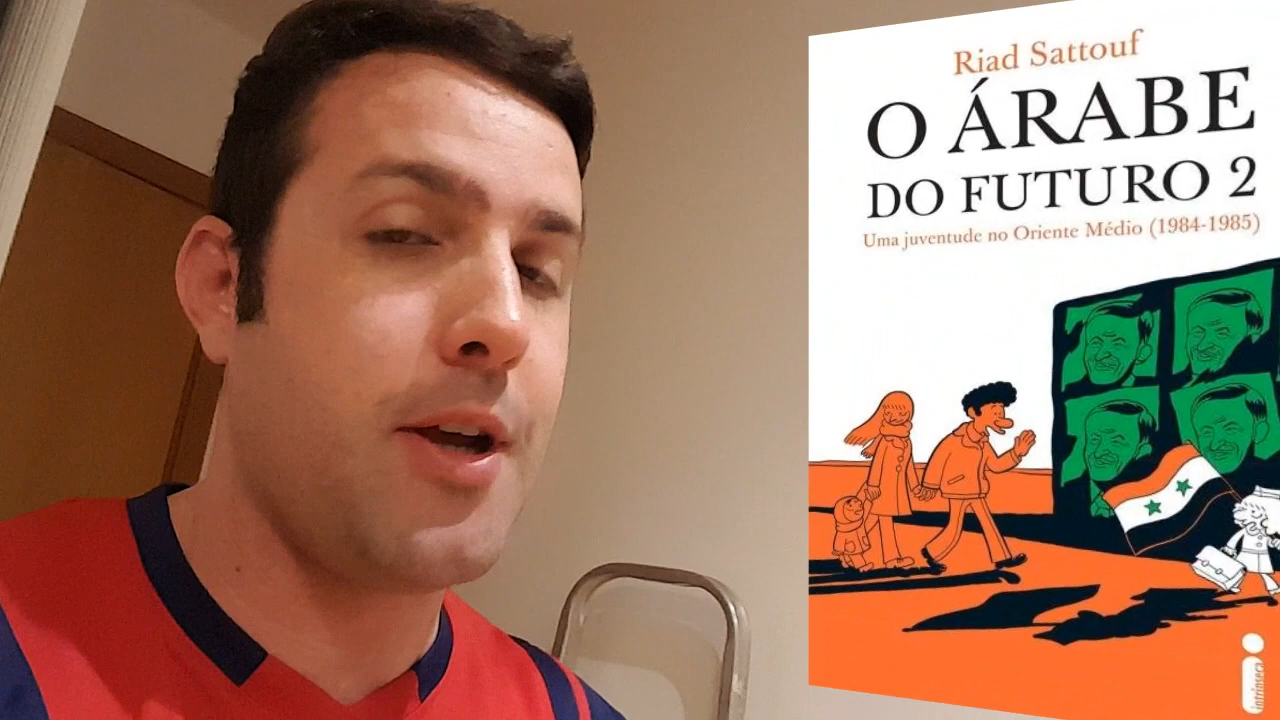 Riad Sattouf
O ÁRABE
DO FUTURO 2
Uma juventude no Oriente Médio (1984-1985)
intrínseca